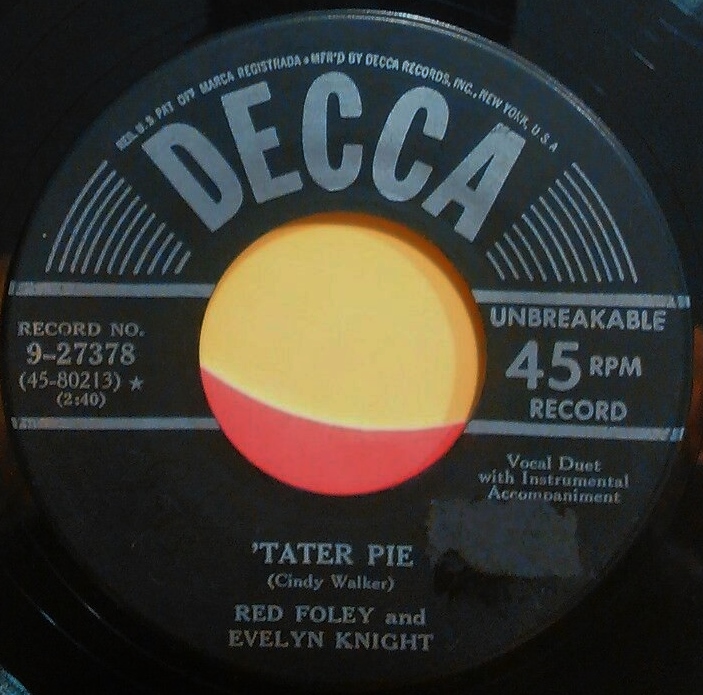 REG. U.S PAT OFF MARCA REGISTRADA • MFR'D BY DECCA RECORDS, INC., NEW YORK, U.S.A
DECCA
RECORD NO.
9-27378
(45-80213) ★
(2:40)
UNBREAKABLE
45 RPM
RECORD
Vocal Duet
with Instrumental
Accompaniment
'TATER PIE
(Cindy Walker)
RED FOLEY and
EVELYN KNIGHT